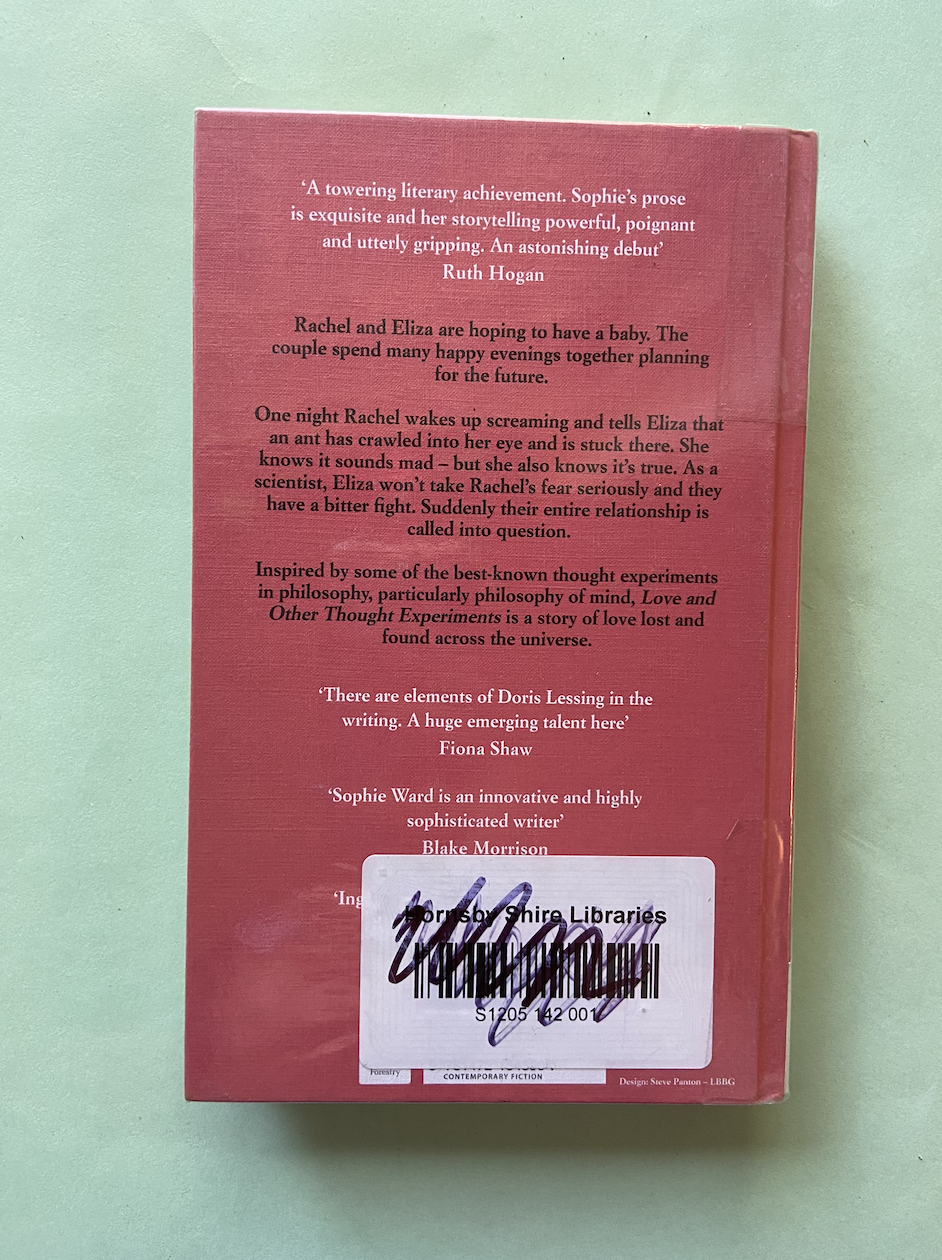 ‘A towering literary achievement. Sophie’s prose
is exquisite and her storytelling powerful, poignant
and utterly gripping. An astonishing debut’
Ruth Hogan
Rachel and Eliza are hoping to have a baby. The
couple spend many happy evenings together planning
for the future.
One night Rachel wakes up screaming and tells Eliza that
an ant has crawled into her eye and is stuck there. She
knows it sounds mad – but she also knows it’s true. As a
scientist, Eliza won’t take Rachel’s fear seriously and they
have a bitter fight. Suddenly their entire relationship is
called into question.
Inspired by some of the best-known thought experiments
in philosophy, particularly philosophy of mind, Love and
Other Thought Experiments is a story of love lost and
found across the universe.
‘There are elements of Doris Lessing in the
writing. A huge emerging talent here’
Fiona Shaw
‘Sophie Ward is an innovative and highly
sophisticated writer’
Blake Morrison
‘Ing
Hornsby Shire Libraries
S1205 142 001
Forestry
CONTEMPORARY FICTION
Design: Steve Panton – LBBG